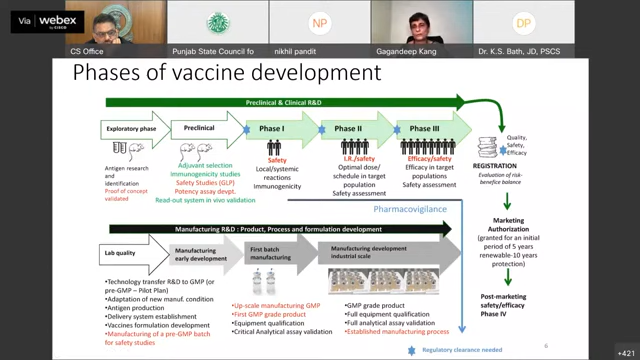 Via webex
by CISCO
CS Office
Punjab State Council fo
NP
nikhil pandit
Gagandeep Kang
DP
Dr. K.S. Bath, JD, PSCS
Phases of vaccine development
Preclinical & Clinical R&D
Exploratory phase
Preclinical
Phase I
Phase II
Phase III
Quality,
Safety,
Efficacy
Antigen research
and
identification
Proof of concept
validated
Adjuvant selection
Immunogenicity studies
Safety Studies (GLP)
Potency assay devpt.
Read-out system in vivo validation
Safety
Local/systemic
reactions
Immunogenicity
I.R./safety
Optimal dose/
schedule in target
population
Safety assessment
Efficacy/safety
Efficacy in target
populations
Safety assessment
REGISTRATION
Evaluation of risk-
benefice balance
Pharmacovigilance
Marketing
Authorization
(granted for an initial
period of 5 years
renewable-10 years
protection)
Manufacturing R&D : Product, Process and formulation development
Lab quality
Manufacturing
early development
First batch
manufacturing
Manufacturing development
industrial scale
•Technology transfer R&D to GMP (or
pre-GMP – Pilot Plan)
•Adaptation of new manuf. condition
•Antigen production
•Delivery system establishment
•Vaccines formulation development
•Manufacturing of a pre-GMP batch
for safety studies
•Up-scale manufacturing GMP
•First GMP grade product
•Equipment qualification
•Critical Analytical assay validation
•GMP grade product
•Full equipment qualification
•Full analytical assay validation
•Established manufacturing process
Post-marketing
safety/efficacy
Phase IV
Regulatory clearance needed
6
+421